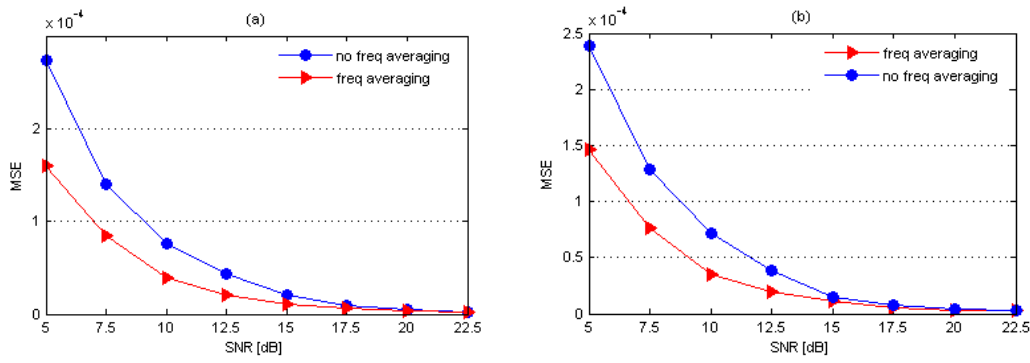 (a)
x 10⁻⁴
no freq averaging
freq averaging
2
1
0
MSE
5 7.5 10 12.5 15 17.5 20 22.5
SNR [dB]
(b)
x 10⁻⁴
freq averaging
no freq averaging
2.5
2
1.5
1
0.5
0
MSE
5 7.5 10 12.5 15 17.5 20 22.5
SNR [dB]